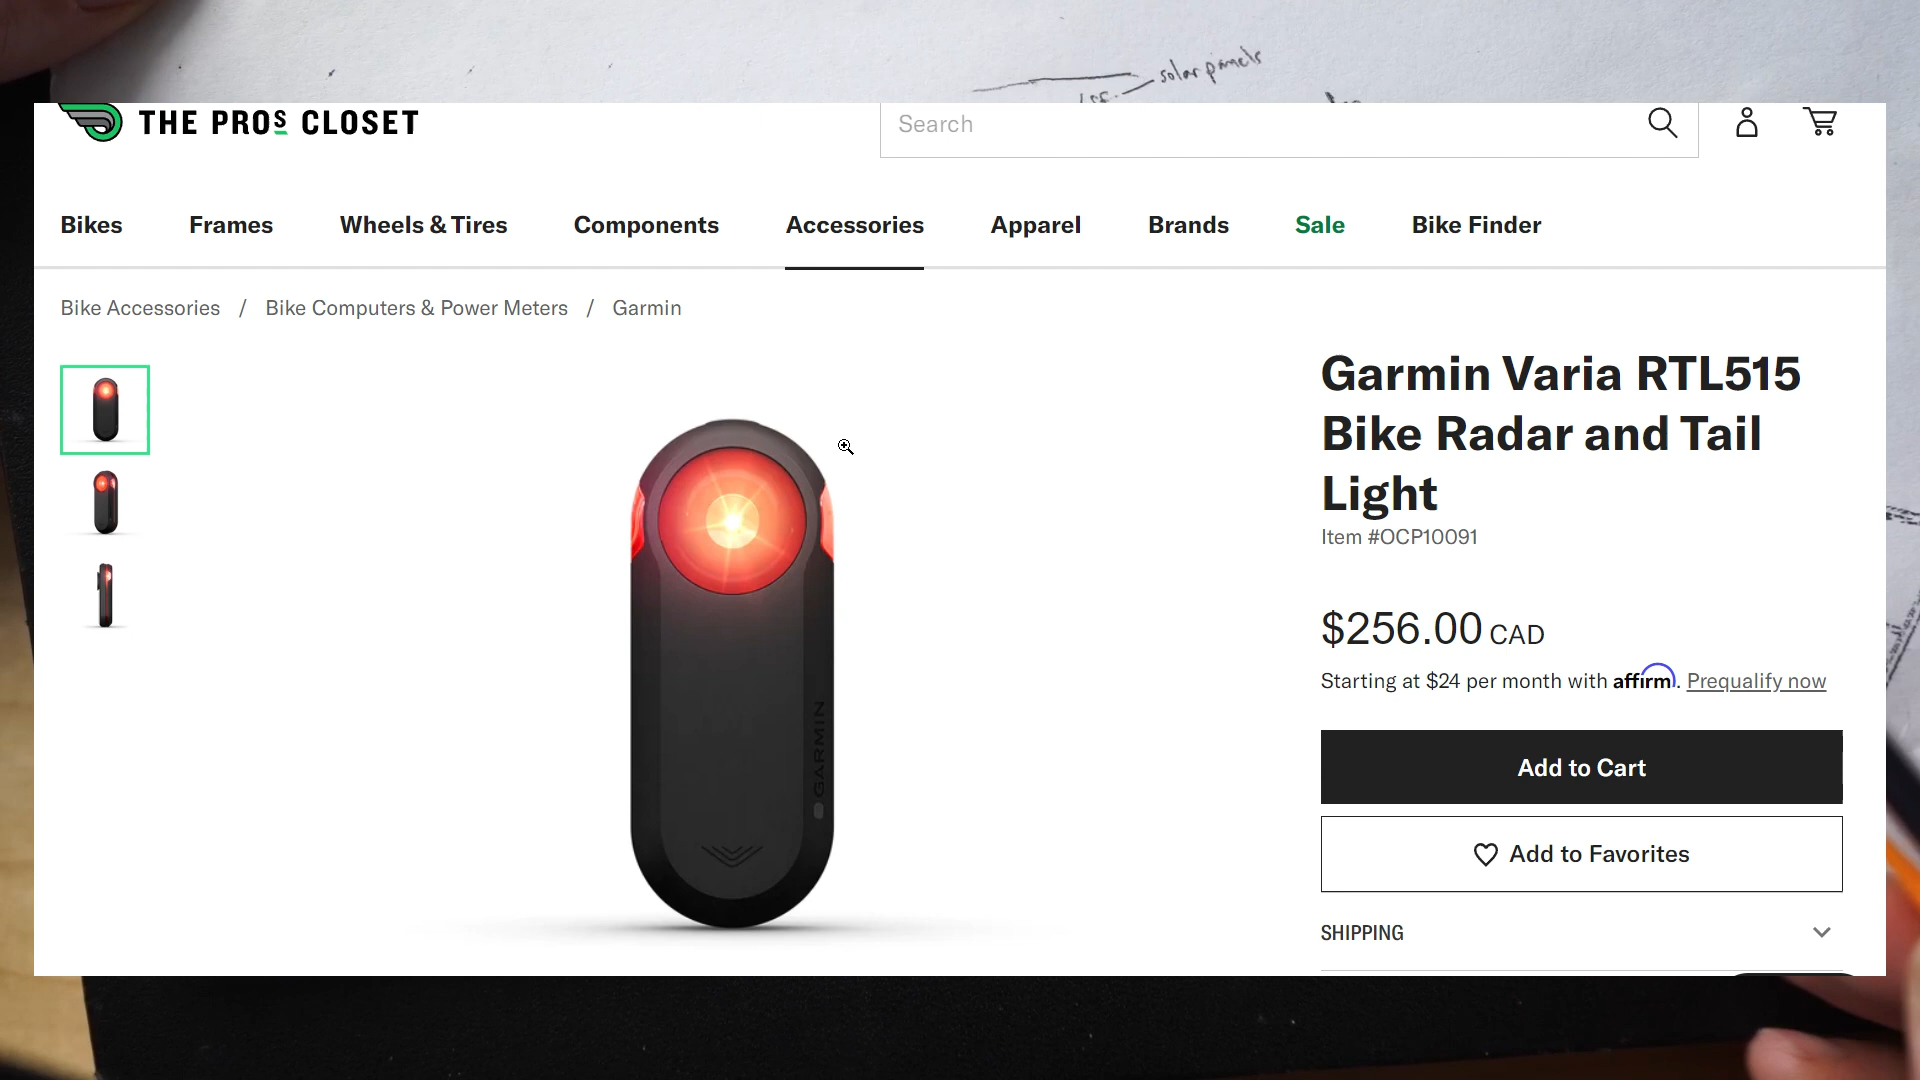 solar panels
THE PROS CLOSET
Search
Bikes
Frames
Wheels & Tires
Components
Accessories
Apparel
Brands
Sale
Bike Finder
Bike Accessories / Bike Computers & Power Meters / Garmin
Garmin Varia RTL515
Bike Radar and Tail
Light
Item #OCP10091
$256.00 CAD
Starting at $24 per month with affirm. Prequalify now
GARMIN
Add to Cart
Add to Favorites
SHIPPING